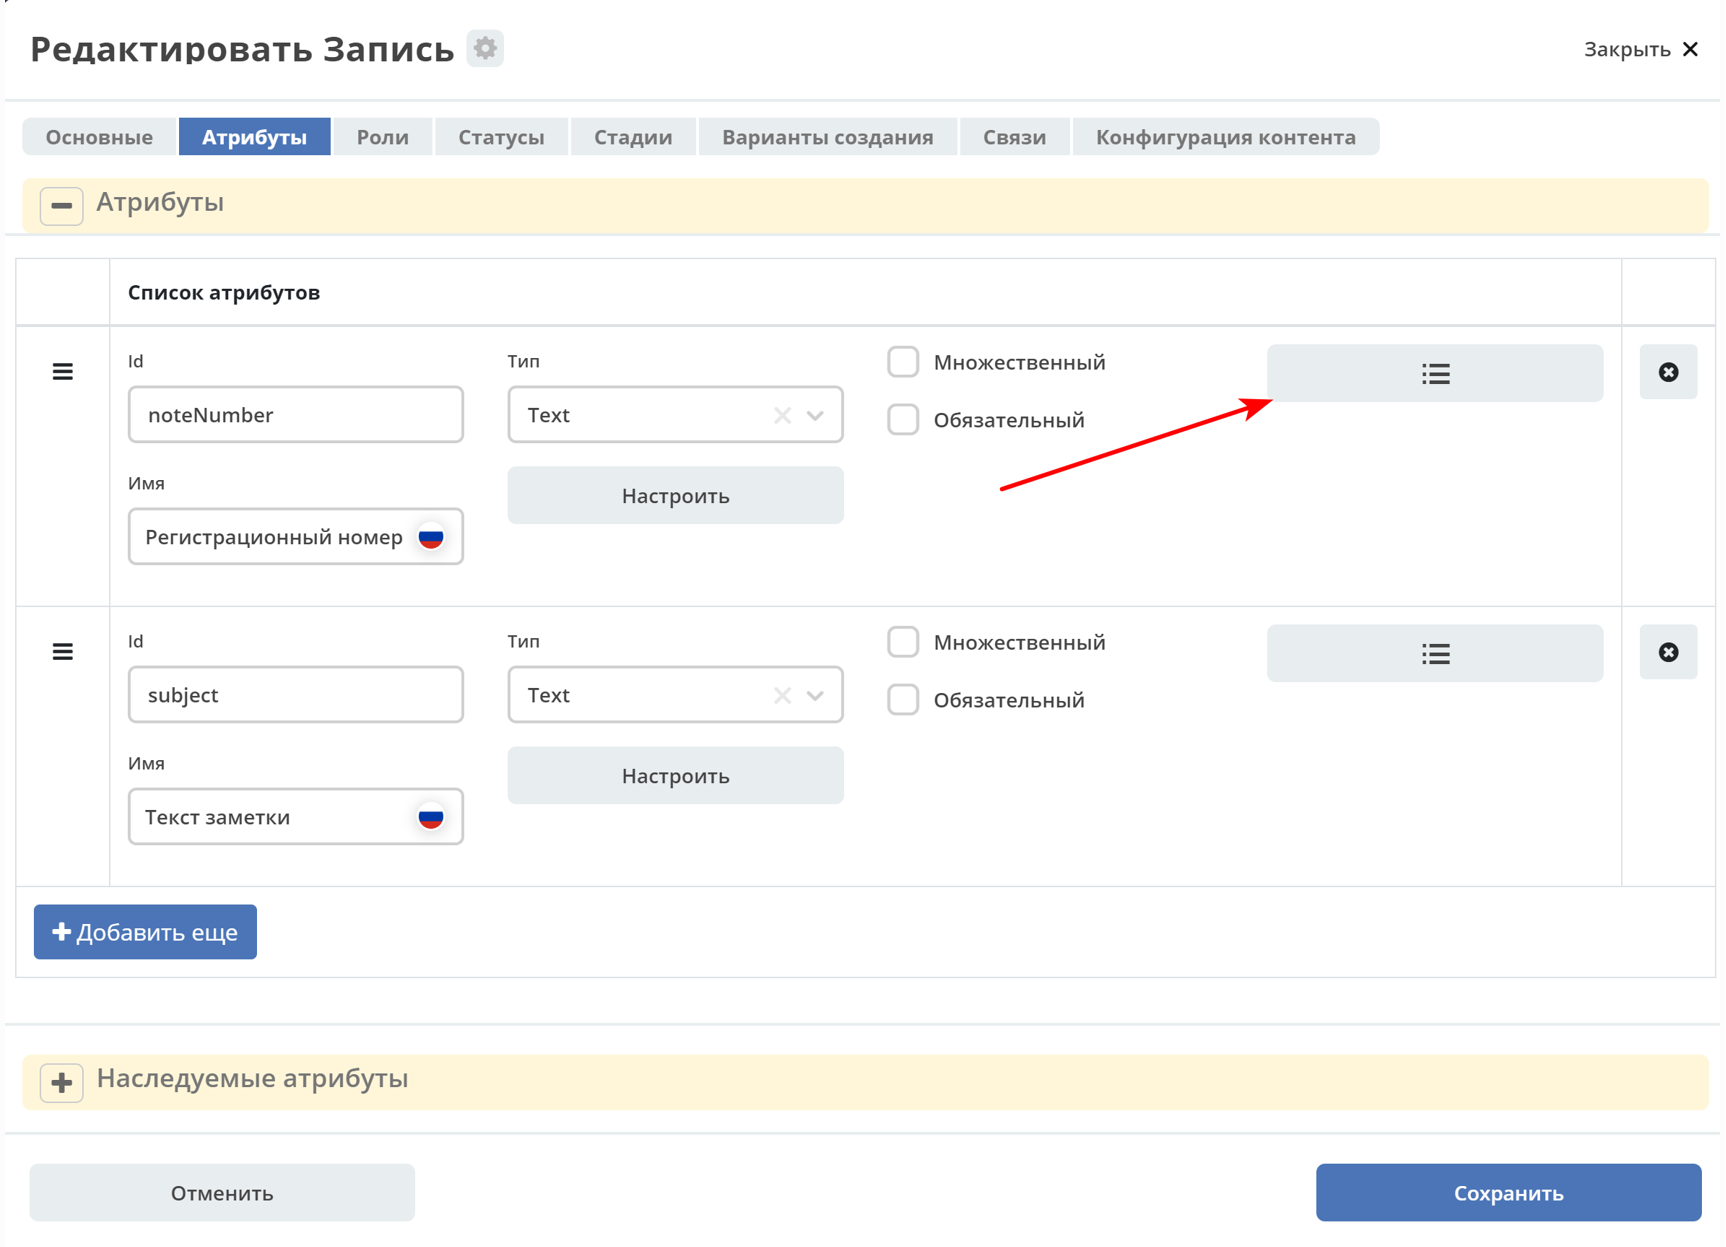 Редактировать Запись
Закрыть
Основные Атрибуты Роли Статусы Стадии Варианты создания Связи Конфигурация контента
Атрибуты
Список атрибутов
Id Тип Множественный
noteNumber Text Обязательный
Имя Настроить
Регистрационный номер
Id Тип Множественный
subject Text Обязательный
Имя Настроить
Текст заметки
Добавить еще
Наследуемые атрибуты
Отменить Сохранить